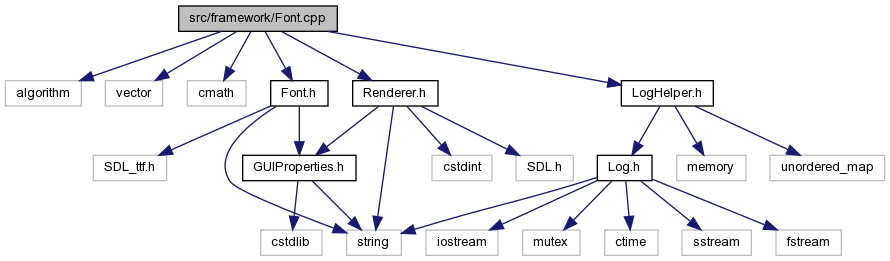 src/framework/Font.cpp
algorithm
vector
cmath
Font.h
Renderer.h
LogHelper.h
SDL_ttf.h
GUIProperties.h
cstdint
SDL.h
Log.h
memory
unordered_map
cstdlib
string
iostream
mutex
ctime
sstream
fstream